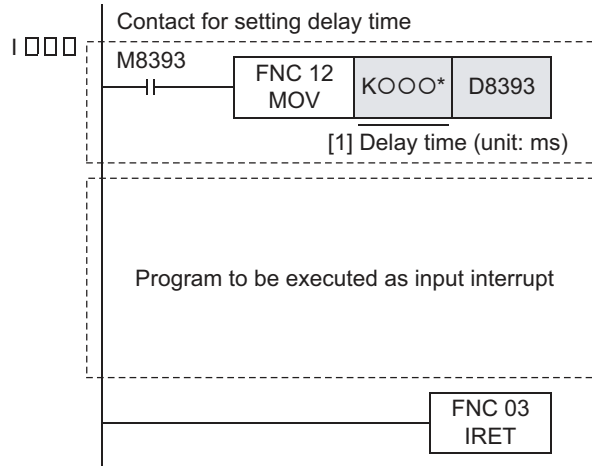 Contact for setting delay time
I□□□
M8393
FNC 12
MOV
K○○○*
D8393
[1] Delay time (unit: ms)
Program to be executed as input interrupt
FNC 03
IRET